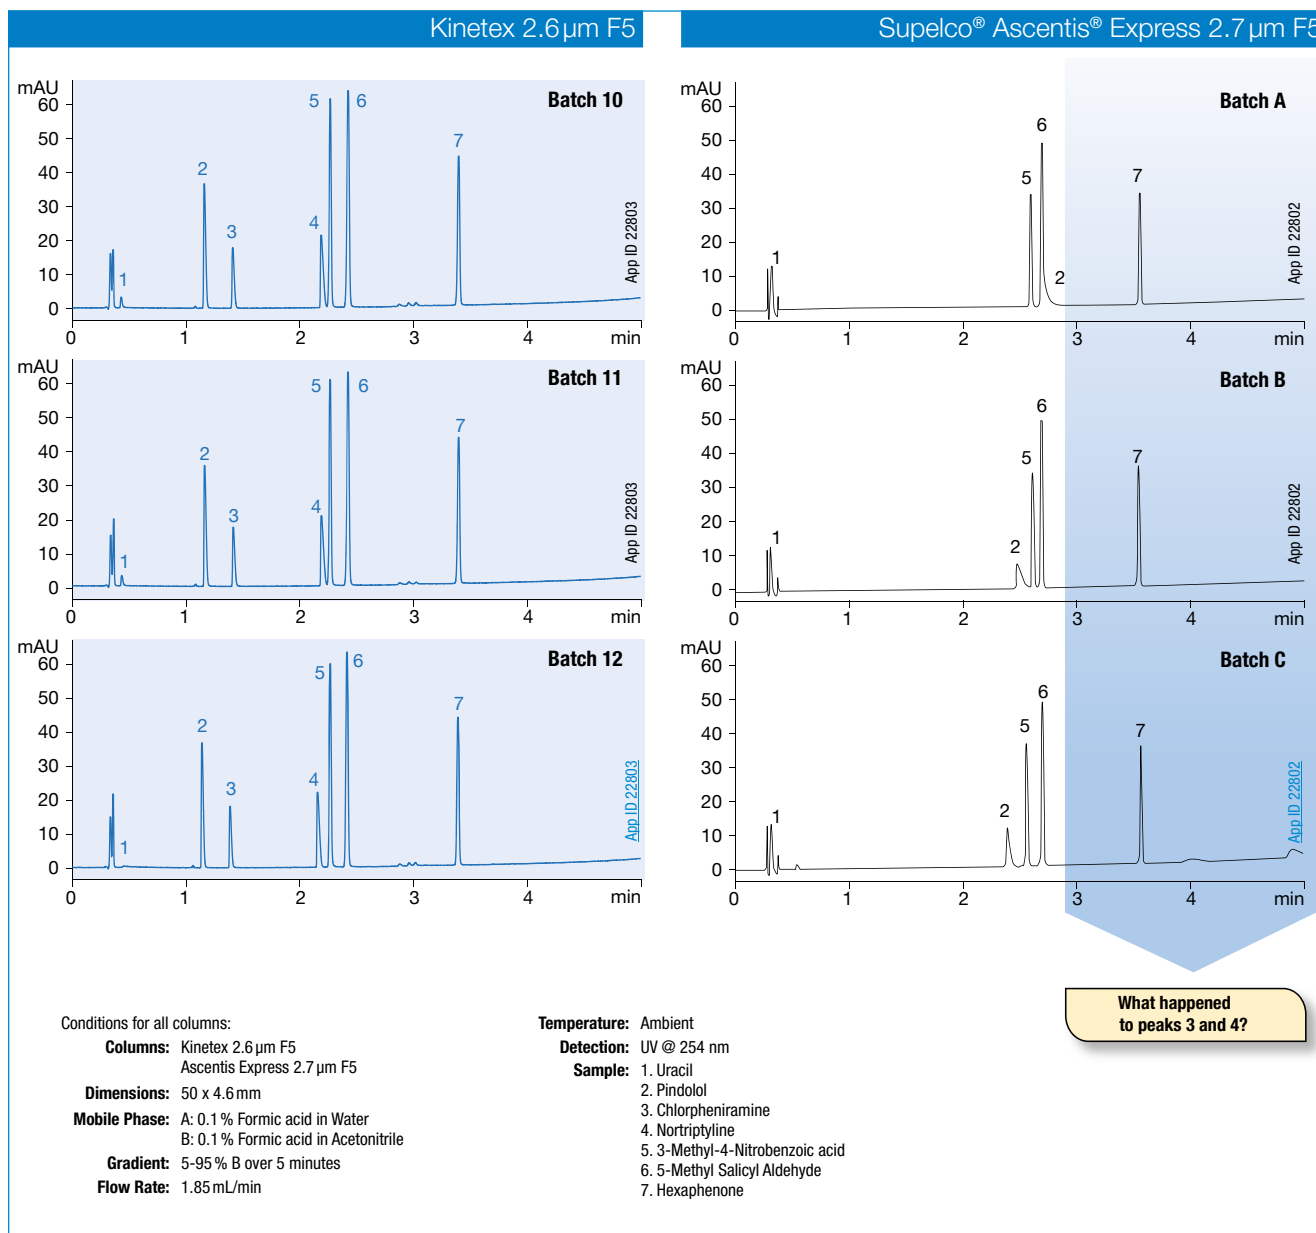 Kinetex 2.6 µm F5
mAU
60
50
40
30
20
10
0
Batch 10
1
2
3
4
5
6
7
App ID 22803
0
1
2
3
4
min
mAU
60
50
40
30
20
10
0
Batch 11
1
2
3
4
5
6
7
App ID 22803
0
1
2
3
4
min
mAU
60
50
40
30
20
10
0
Batch 12
1
2
3
4
5
6
7
App ID 22803
0
1
2
3
4
min
Supelco® Ascentis® Express 2.7 µm F5
mAU
60
50
40
30
20
10
0
Batch A
1
5
6
2
7
App ID 22802
0
1
2
3
4
min
mAU
60
50
40
30
20
10
0
Batch B
1
2
5
6
7
App ID 22802
0
1
2
3
4
min
mAU
60
50
40
30
20
10
0
Batch C
1
2
5
6
7
App ID 22802
0
1
2
3
4
min
What happened
to peaks 3 and 4?
Conditions for all columns:
Columns: Kinetex 2.6 µm F5
Ascentis Express 2.7 µm F5
Dimensions: 50 x 4.6 mm
Mobile Phase: A: 0.1 % Formic acid in Water
B: 0.1 % Formic acid in Acetonitrile
Gradient: 5-95 % B over 5 minutes
Flow Rate: 1.85 mL/min
Temperature: Ambient
Detection: UV @ 254 nm
Sample: 1. Uracil
2. Pindolol
3. Chlorpheniramine
4. Nortriptyline
5. 3-Methyl-4-Nitrobenzoic acid
6. 5-Methyl Salicyl Aldehyde
7. Hexaphenone